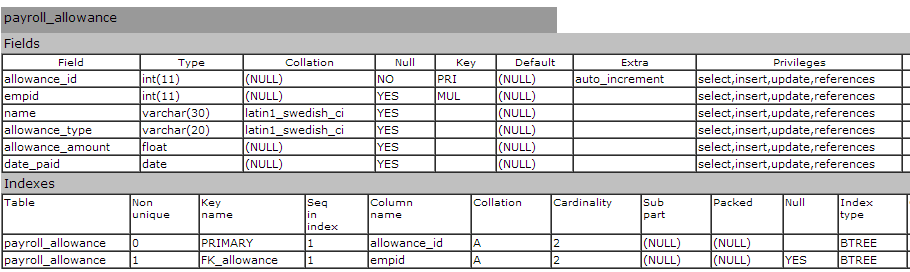 payroll_allowance
Fields
Field Type Collation Null Key Default Extra Privileges
allowance_id int(11) (NULL) NO PRI (NULL) auto_increment select,insert,update,references
empid int(11) (NULL) YES MUL (NULL) select,insert,update,references
name varchar(30) latin1_swedish_ci YES (NULL) select,insert,update,references
allowance_type varchar(20) latin1_swedish_ci YES (NULL) select,insert,update,references
allowance_amount float (NULL) YES (NULL) select,insert,update,references
date_paid date (NULL) YES (NULL) select,insert,update,references
Indexes
Table Non unique Key name Seq in index Column name Collation Cardinality Sub part Packed Null Index type
payroll_allowance 0 PRIMARY 1 allowance_id A 2 (NULL) (NULL) BTREE
payroll_allowance 1 FK_allowance 1 empid A 2 (NULL) (NULL) YES BTREE